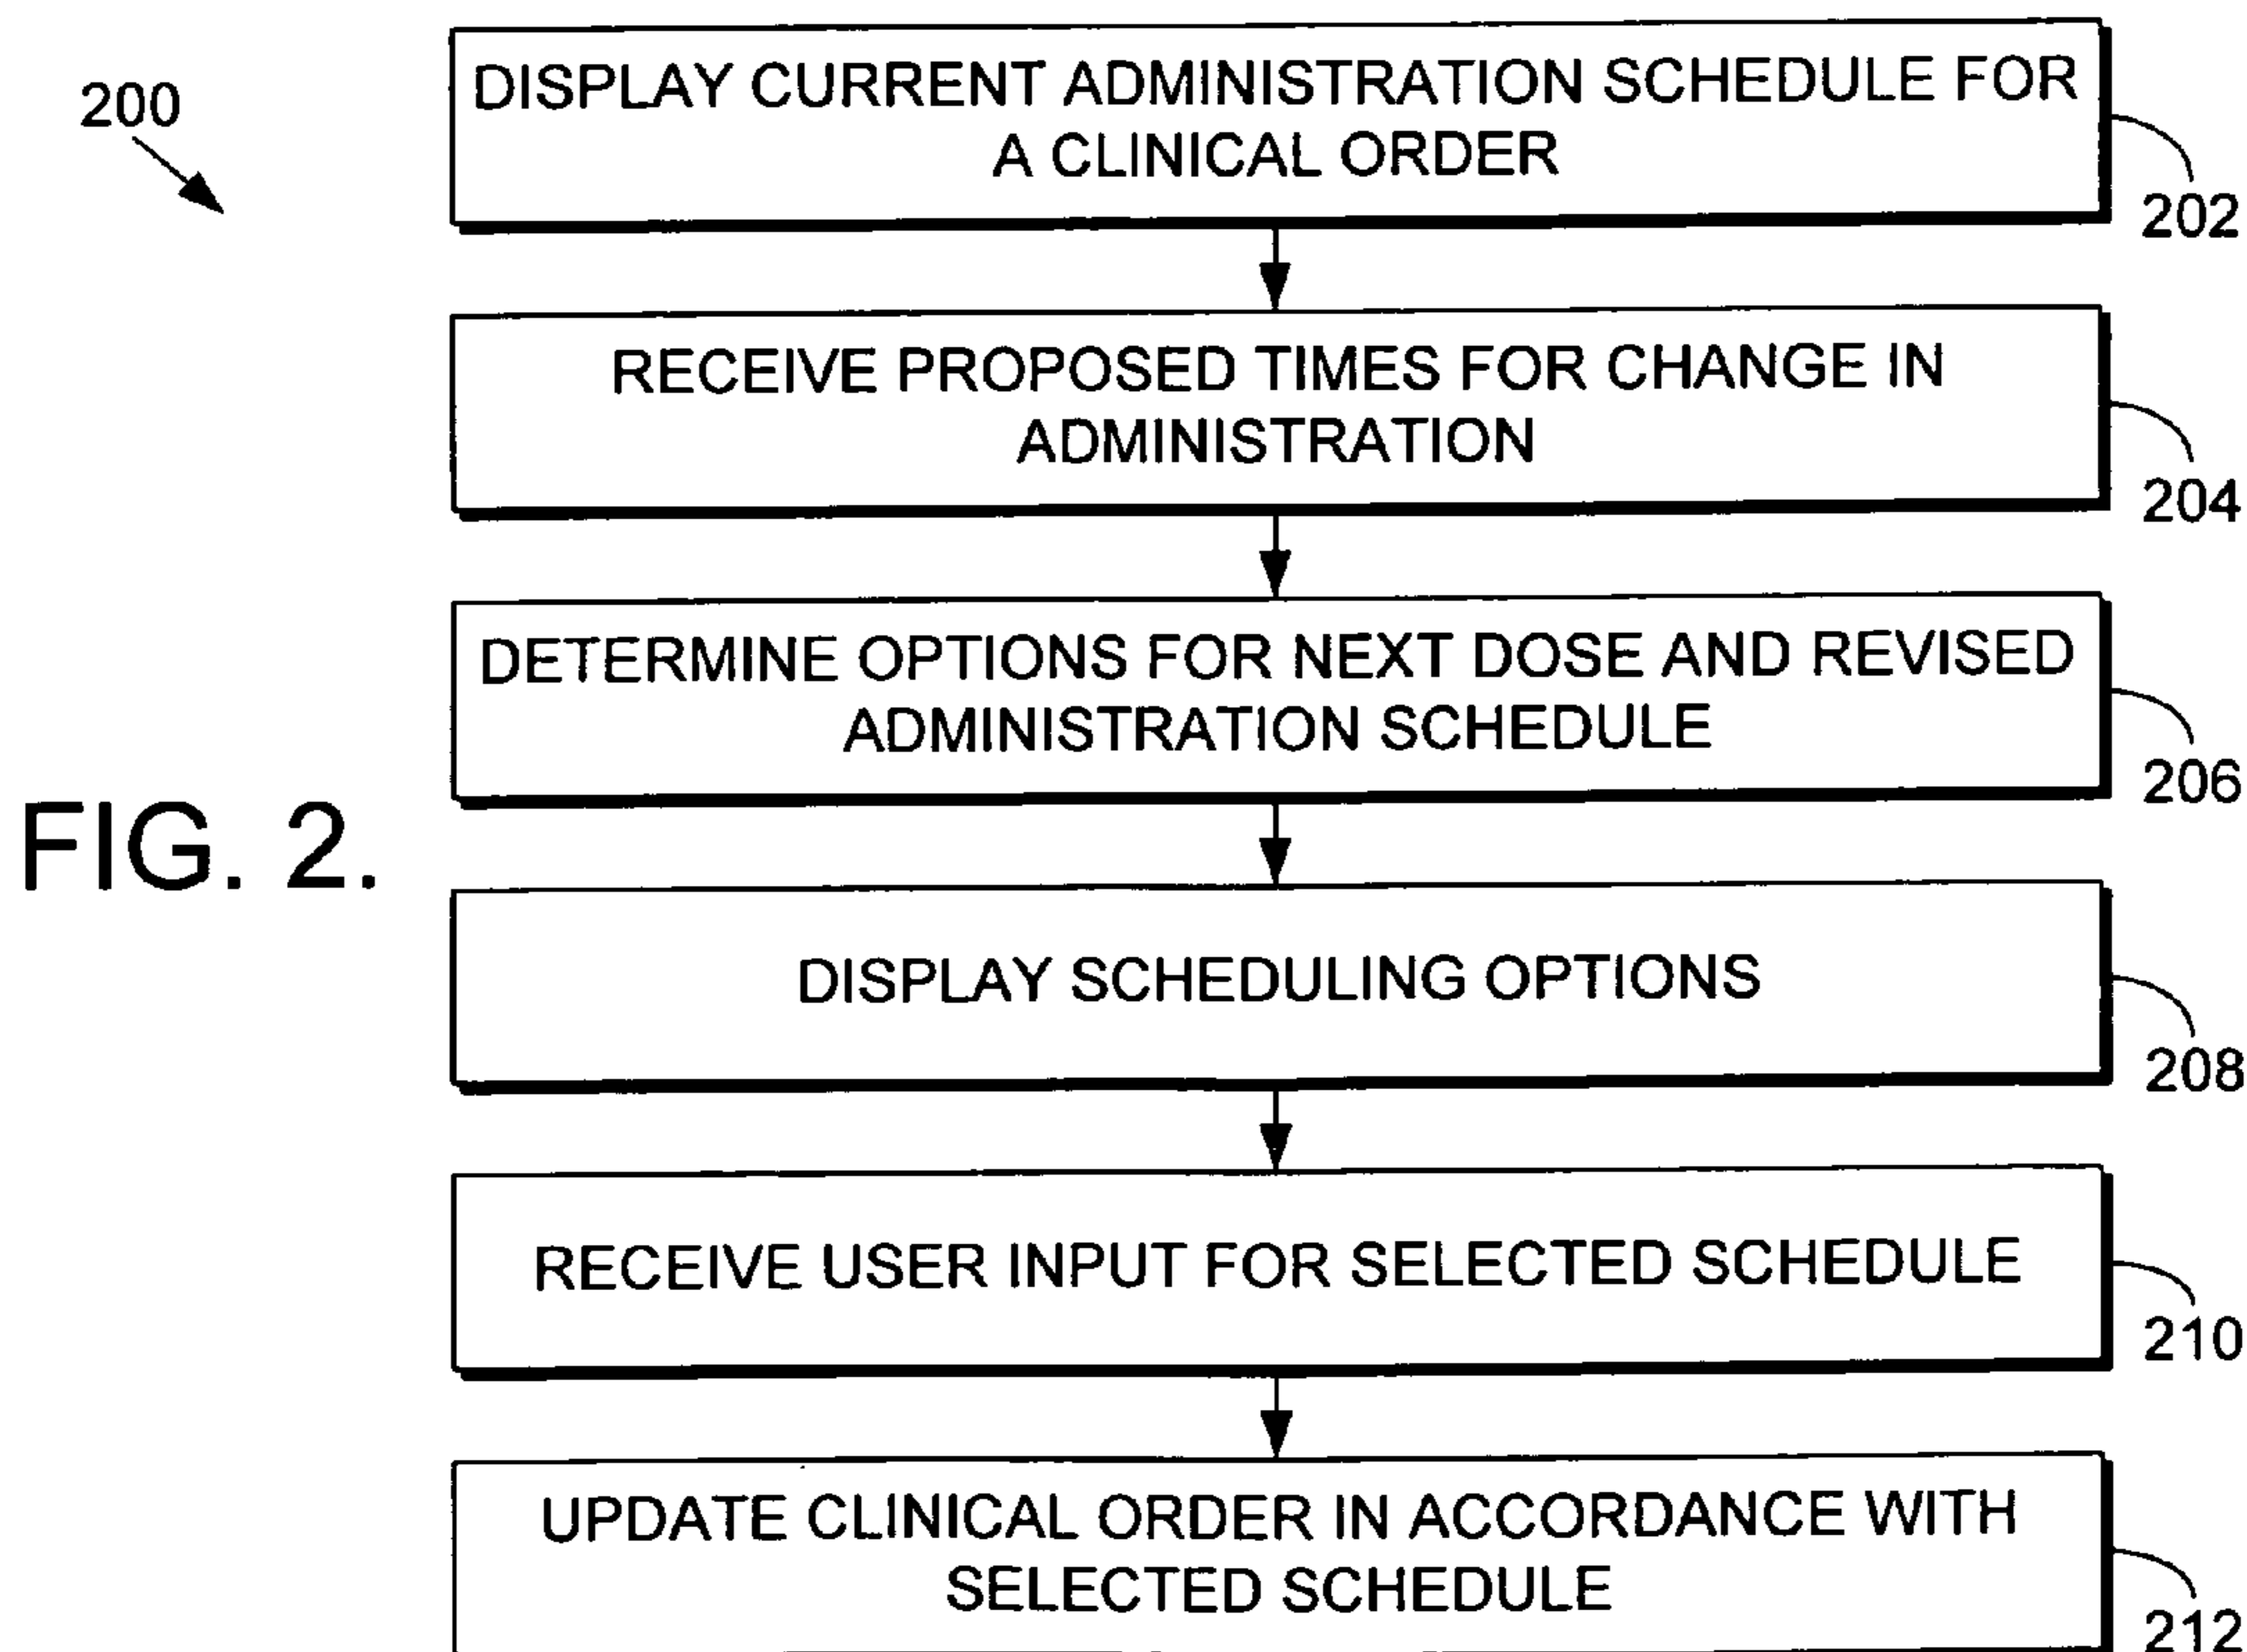 200
DISPLAY CURRENT ADMINISTRATION SCHEDULE FOR
A CLINICAL ORDER
202
RECEIVE PROPOSED TIMES FOR CHANGE IN
ADMINISTRATION
204
DETERMINE OPTIONS FOR NEXT DOSE AND REVISED
ADMINISTRATION SCHEDULE
206
FIG. 2.
DISPLAY SCHEDULING OPTIONS
208
RECEIVE USER INPUT FOR SELECTED SCHEDULE
210
UPDATE CLINICAL ORDER IN ACCORDANCE WITH
SELECTED SCHEDULE
212